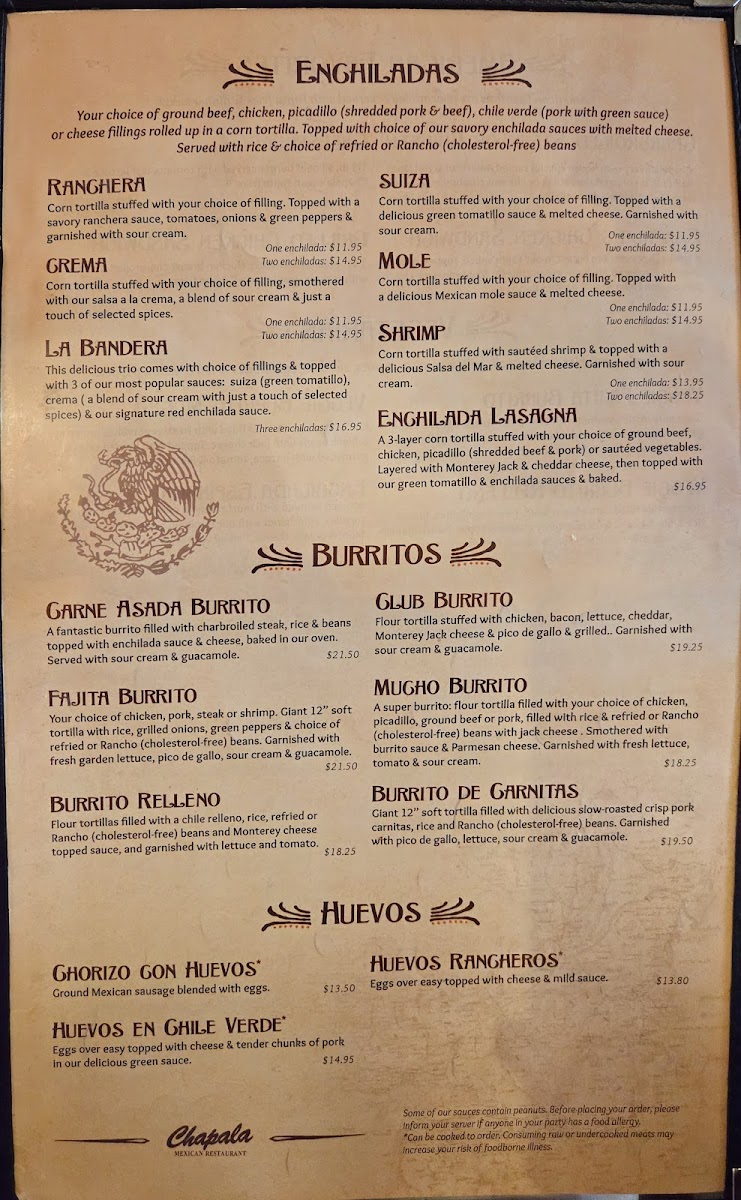 ENCHILADAS
Your choice of ground beef, chicken, picadillo (shredded pork & beef), chile verde (pork with green sauce)
or cheese fillings rolled up in a corn tortilla. Topped with choice of our savory enchilada sauces with melted cheese.
Served with rice & choice of refried or Rancho (cholesterol-free) beans
RANCHERA
Corn tortilla stuffed with your choice of filling. Topped with a
savory ranchera sauce, tomatoes, onions & green peppers &
garnished with sour cream.
One enchilada: $11.95
Two enchiladas: $14.95
CREMA
Corn tortilla stuffed with your choice of filling, smothered
with our salsa a la crema, a blend of sour cream & just a
touch of selected spices.
One enchilada: $11.95
Two enchiladas: $14.95
LA BANDERA
This delicious trio comes with choice of fillings & topped
with 3 of our most popular sauces: suiza (green tomatillo),
crema ( a blend of sour cream with just a touch of selected
spices) & our signature red enchilada sauce.
Three enchiladas: $16.95
SUIZA
Corn tortilla stuffed with your choice of filling. Topped with a
delicious green tomatillo sauce & melted cheese. Garnished with
sour cream.
One enchilada: $11.95
Two enchiladas: $14.95
MOLE
Corn tortilla stuffed with your choice of filling. Topped with
a delicious Mexican mole sauce & melted cheese.
One enchilada: $11.95
Two enchiladas: $14.95
SHRIMP
Corn tortilla stuffed with sautéed shrimp & topped with a
delicious Salsa del Mar & melted cheese. Garnished with sour
cream.
One enchilada: $13.95
Two enchiladas: $18.25
ENCHILADA LASAGNA
A 3-layer corn tortilla stuffed with your choice of ground beef,
chicken, picadillo (shredded beef & pork) or sautéed vegetables.
Layered with Monterey Jack & cheddar cheese, then topped with
our green tomatillo & enchilada sauces & baked.
$16.95
BURRITOS
CARNE ASADA BURRITO
A fantastic burrito filled with charbroiled steak, rice & beans
topped with enchilada sauce & cheese, baked in our oven.
Served with sour cream & guacamole. $21.50
FAJITA BURRITO
Your choice of chicken, pork, steak or shrimp. Giant 12" soft
tortilla with rice, grilled onions, green peppers & choice of
refried or Rancho (cholesterol-free) beans. Garnished with
fresh garden lettuce, pico de gallo, sour cream & guacamole.
$21.50
BURRITO RELLENO
Flour tortillas filled with a chile relleno, rice, refried or
Rancho (cholesterol-free) beans and Monterey cheese
topped sauce, and garnished with lettuce and tomato. $18.25
CLUB BURRITO
Flour tortilla stuffed with chicken, bacon, lettuce, cheddar,
Monterey Jack cheese & pico de gallo & grilled.. Garnished with
sour cream & guacamole. $19.25
MUCHO BURRITO
A super burrito: flour tortilla filled with your choice of chicken,
picadillo, ground beef or pork, filled with rice & refried or Rancho
(cholesterol-free) beans with jack cheese . Smothered with
burrito sauce & Parmesan cheese. Garnished with fresh lettuce,
tomato & sour cream. $18.25
BURRITO DE CARNITAS
Giant 12" soft tortilla filled with delicious slow-roasted crisp pork
carnitas, rice and Rancho (cholesterol-free) beans. Garnished
with pico de gallo, lettuce, sour cream & guacamole. $19.50
HUEVOS
CHORIZO CON HUEVOS*
Ground Mexican sausage blended with eggs. $13.50
HUEVOS EN CHILE VERDE*
Eggs over easy topped with cheese & tender chunks of pork
in our delicious green sauce. $14.95
HUEVOS RANCHEROS*
Eggs over easy topped with cheese & mild sauce. $13.80
Chapala
MEXICAN RESTAURANT
Some of our sauces contain peanuts. Before placing your order, please
inform your server if anyone in your party has a food allergy.
*Can be cooked to order. Consuming raw or undercooked meats may
increase your risk of foodborne illness.